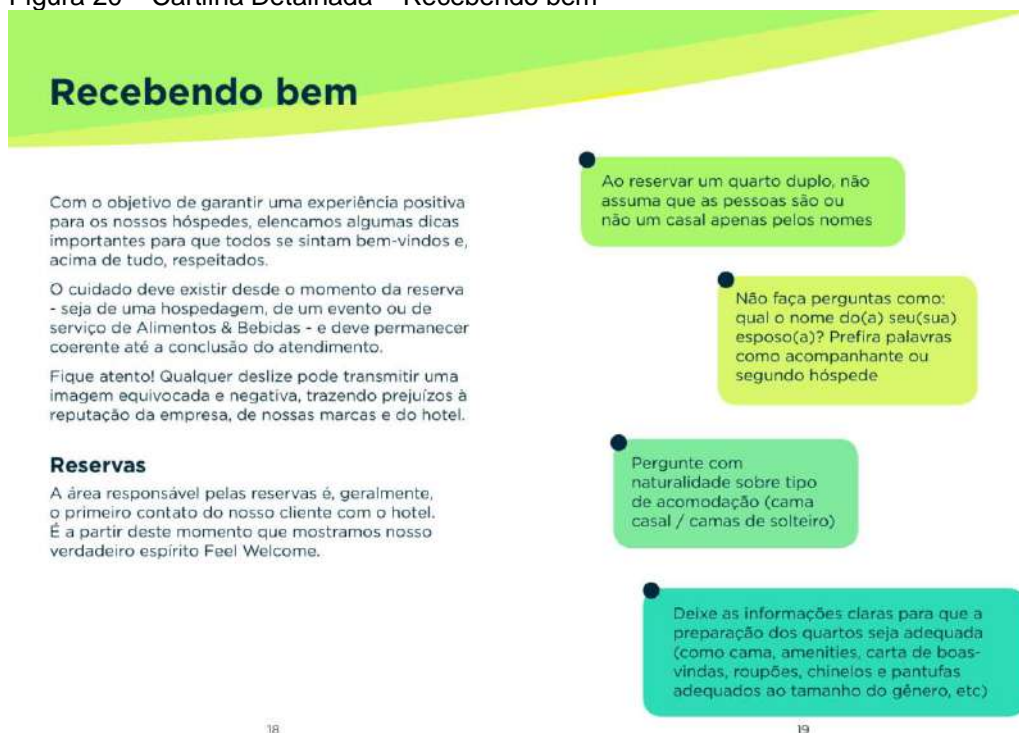 Figura 20 – Cartilha Detalhada – Recebendo bem
Recebendo bem
Com o objetivo de garantir uma experiência positiva
para os nossos hóspedes, elencamos algumas dicas
importantes para que todos se sintam bem-vindos e,
acima de tudo, respeitados.
O cuidado deve existir desde o momento da reserva
- seja de uma hospedagem, de um evento ou de
serviço de Alimentos & Bebidas - e deve permanecer
coerente até a conclusão do atendimento.
Fique atento! Qualquer deslize pode transmitir uma
imagem equivocada e negativa, trazendo prejuízos à
reputação da empresa, de nossas marcas e do hotel.
Reservas
A área responsável pelas reservas é, geralmente,
o primeiro contato do nosso cliente com o hotel.
É a partir deste momento que mostramos nosso
verdadeiro espírito Feel Welcome.
18
Ao reservar um quarto duplo, não
assuma que as pessoas são ou
não um casal apenas pelos nomes
Não faça perguntas como:
qual o nome do(a) seu(sua)
esposo(a)? Prefira palavras
como acompanhante ou
segundo hóspede
Pergunte com
naturalidade sobre tipo
de acomodação (cama
casal / camas de solteiro)
Deixe as informações claras para que a
preparação dos quartos seja adequada
(como cama, amenities, carta de boas-
vindas, roupões, chinelos e pantufas
adequados ao tamanho do gênero, etc)
19